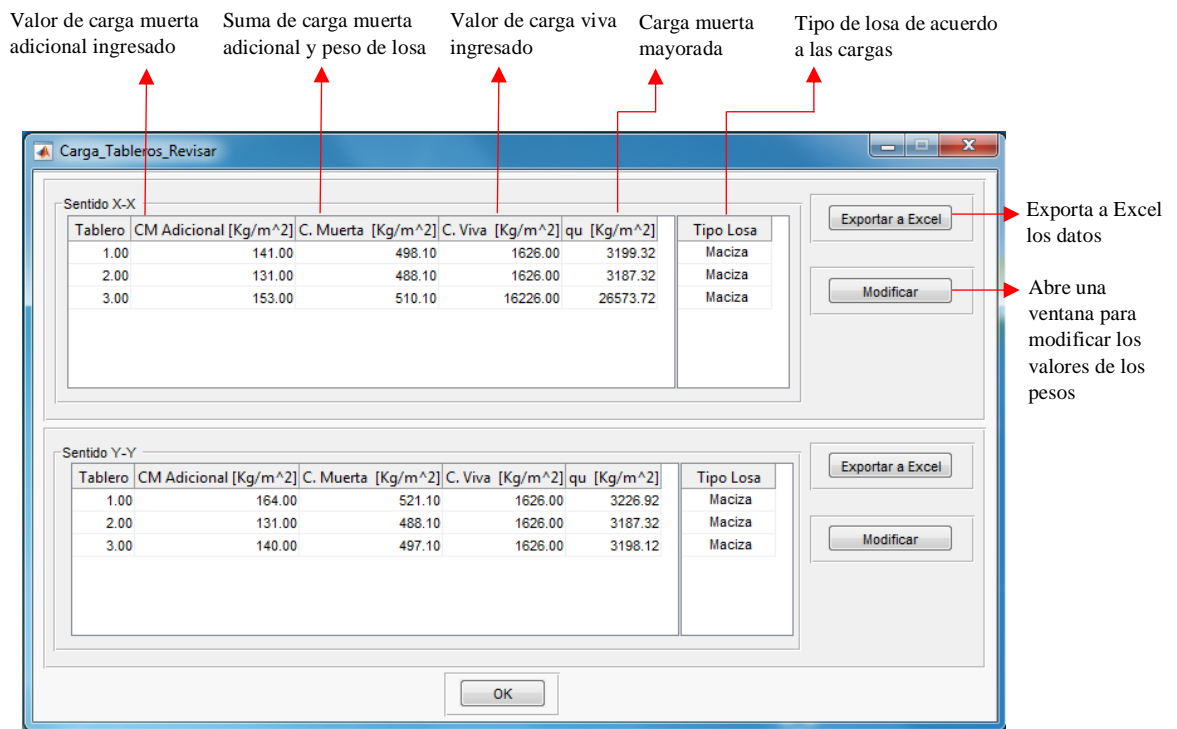 Valor de carga muerta
adicional ingresado
Suma de carga muerta
adicional y peso de losa
Valor de carga viva
ingresado
Carga muerta
mayorada
Tipo de losa de acuerdo
a las cargas
Carga_Tableros_Revisar
Sentido X-X
Tablero CM Adicional [Kg/m^2] C. Muerta [Kg/m^2] C. Viva [Kg/m^2] qu [Kg/m^2] Tipo Losa
1.00 141.00 498.10 1626.00 3199.32 Maciza
2.00 131.00 488.10 1626.00 3187.32 Maciza
3.00 153.00 510.10 16226.00 26573.72 Maciza
Exportar a Excel
Modificar
Exporta a Excel
los datos
Abre una
ventana para
modificar los
valores de los
pesos
Sentido Y-Y
Tablero CM Adicional [Kg/m^2] C. Muerta [Kg/m^2] C. Viva [Kg/m^2] qu [Kg/m^2] Tipo Losa
1.00 164.00 521.10 1626.00 3226.92 Maciza
2.00 131.00 488.10 1626.00 3187.32 Maciza
3.00 140.00 497.10 1626.00 3198.12 Maciza
Exportar a Excel
Modificar
OK